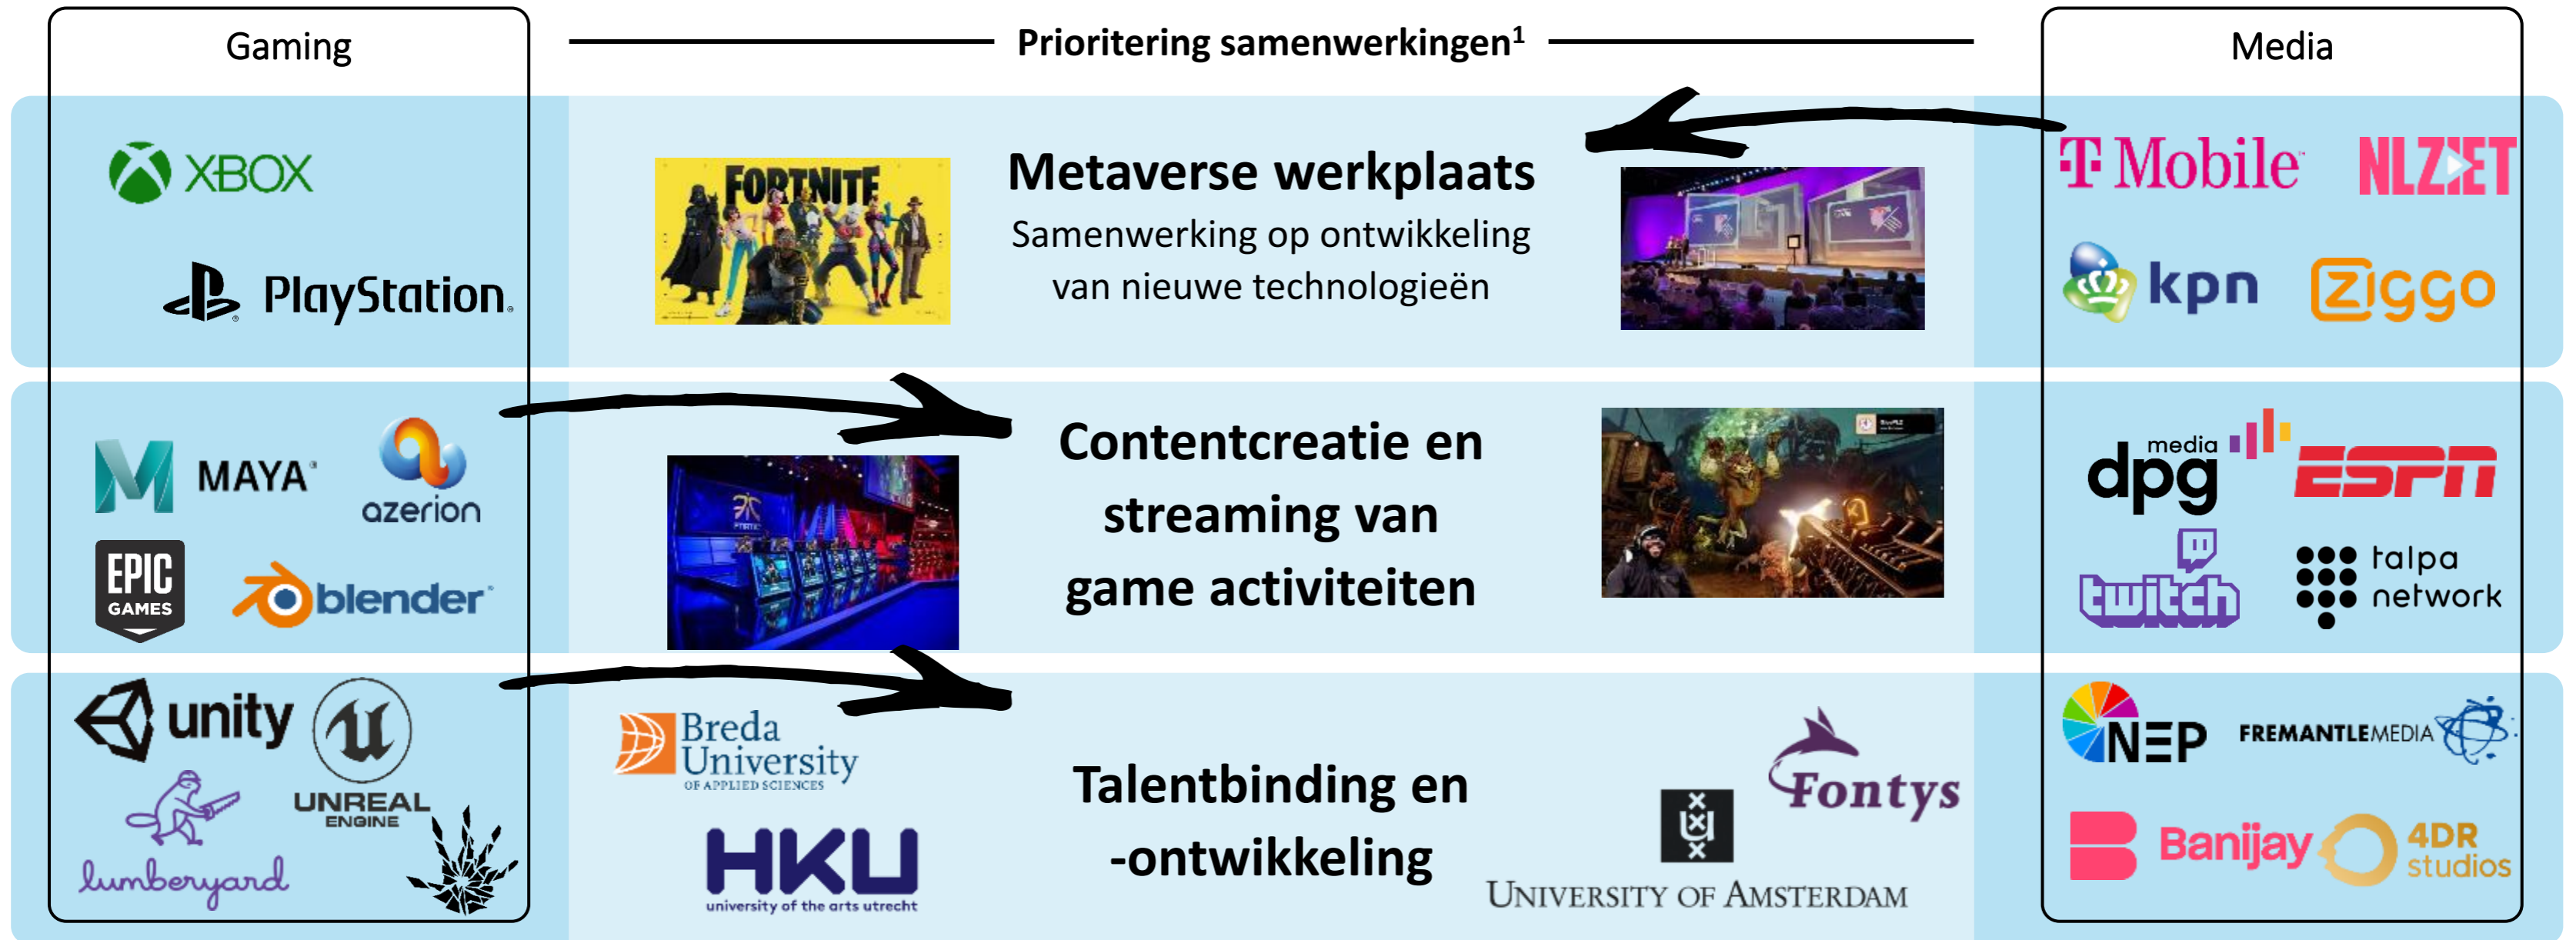 Gaming
Prioritering samenwerkingen¹
Media
XBOX
PlayStation
FORTNITE
Metaverse werkplaats
Samenwerking op ontwikkeling
van nieuwe technologieën
T Mobile
NLZIET
kpn
ziggo
MAYA
azerion
EPIC
GAMES
blender
FNATIC
Contentcreatie en
streaming van
game activiteiten
dpg
media
ESPN
twitch
talpa
network
unity
UNREAL
ENGINE
lumberyard
Breda
University
OF APPLIED SCIENCES
HKU
university of the arts utrecht
Talentbinding en
-ontwikkeling
Fontys
UNIVERSITY OF AMSTERDAM
NEP
FREMANTLEMEDIA
Banijay
4DR
studios